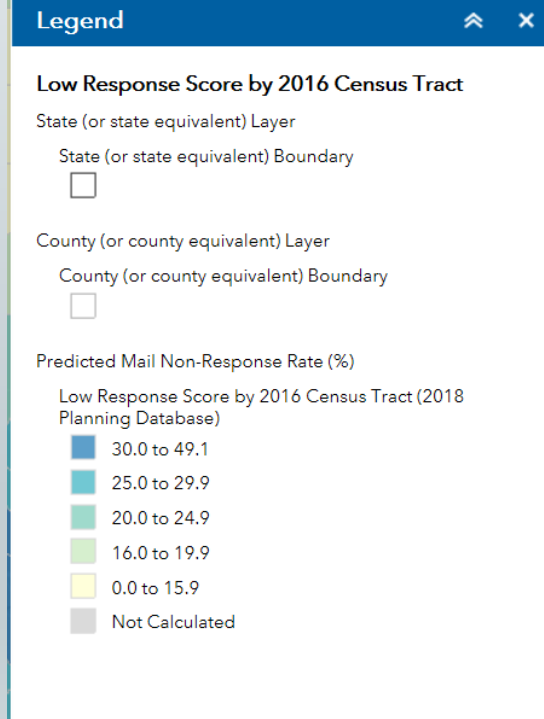 Legend
Low Response Score by 2016 Census Tract
State (or state equivalent) Layer
State (or state equivalent) Boundary
County (or county equivalent) Layer
County (or county equivalent) Boundary
Predicted Mail Non-Response Rate (%)
Low Response Score by 2016 Census Tract (2018
Planning Database)
30.0 to 49.1
25.0 to 29.9
20.0 to 24.9
16.0 to 19.9
0.0 to 15.9
Not Calculated